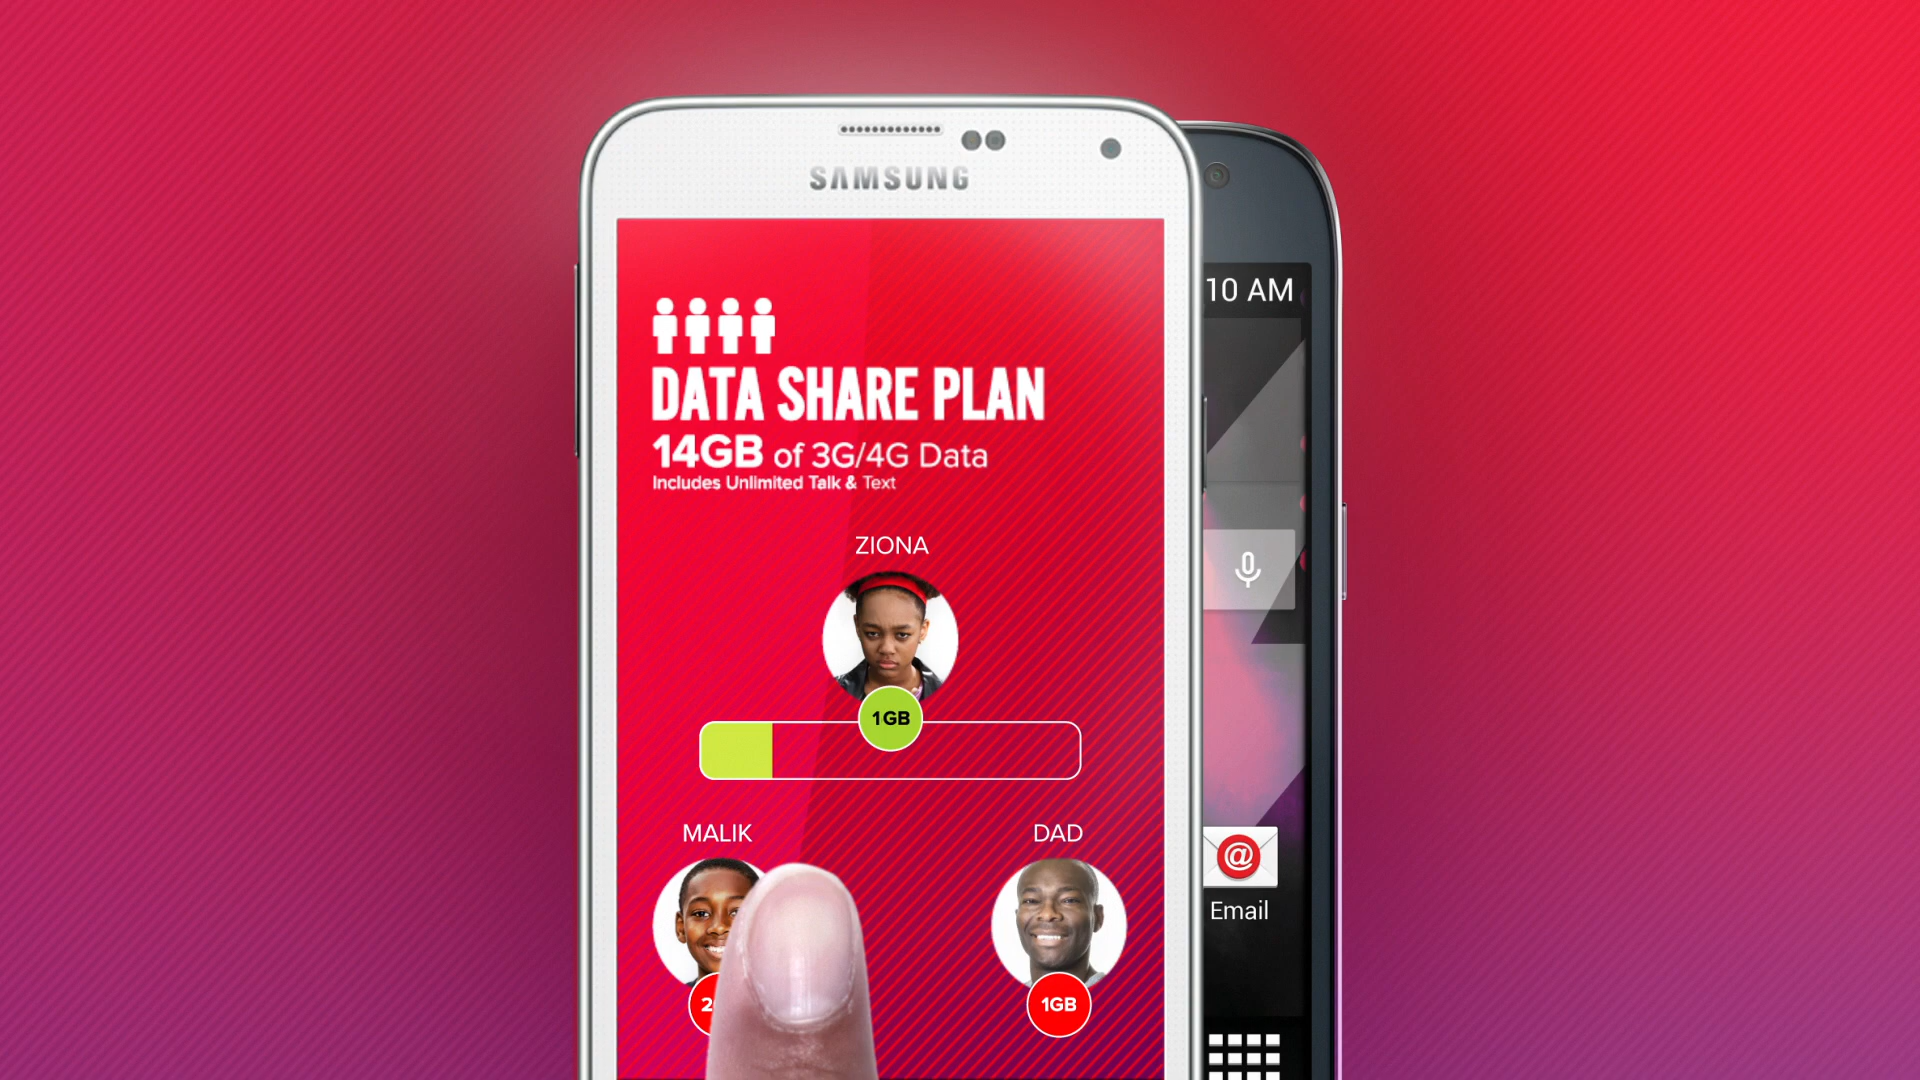 SAMSUNG
10 AM
DATA SHARE PLAN
14GB of 3G/4G Data
Includes Unlimited Talk & Text
ZIONA
1GB
MALIK
DAD
@
Email
2
1GB